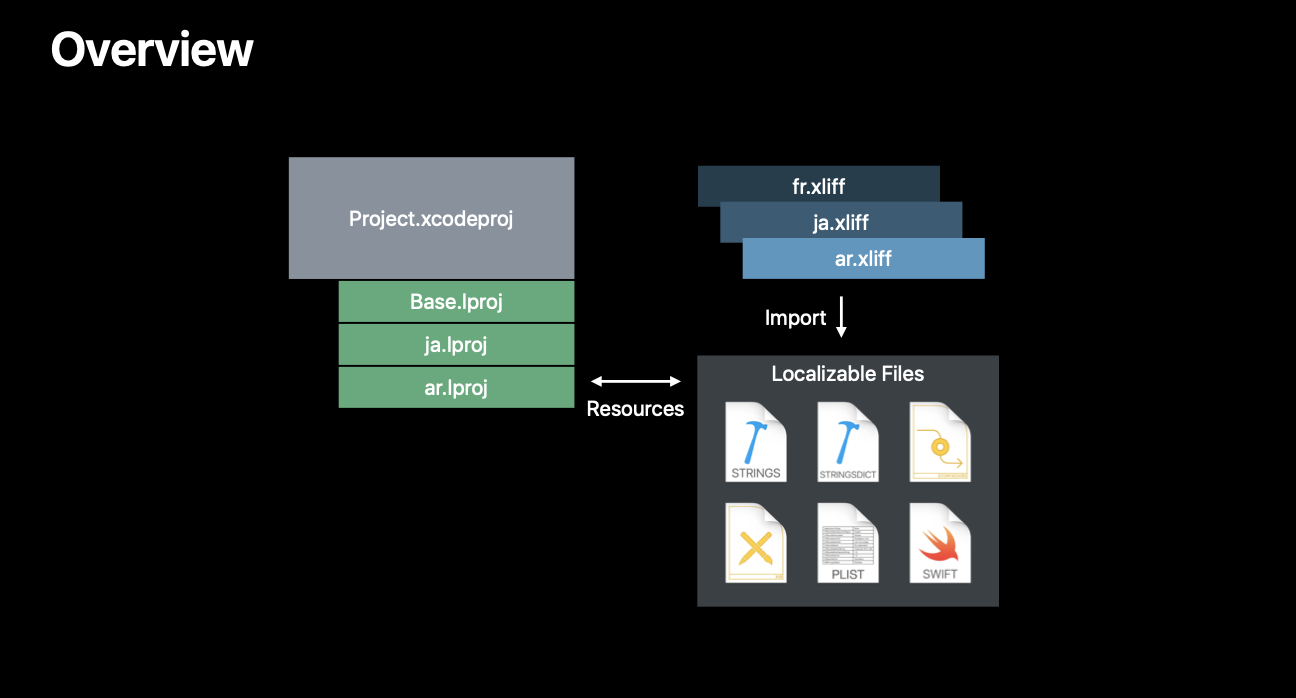 Overview
Project.xcodeproj
Base.lproj
ja.lproj
ar.lproj
fr.xliff
ja.xliff
ar.xliff
Import
Resources
Localizable Files
STRINGS
STRINGSDICT
PLIST
SWIFT